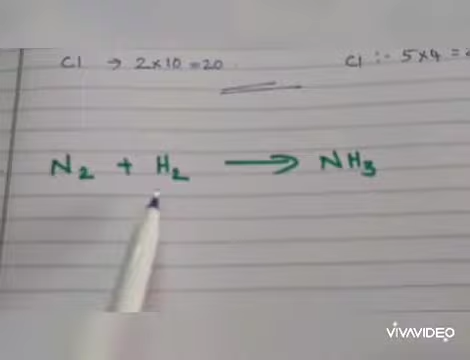 Cl → 2×10=20 Cl :- 5×4 =
N₂ + H₂ ⟶ NH₃
VIVAVIDEO